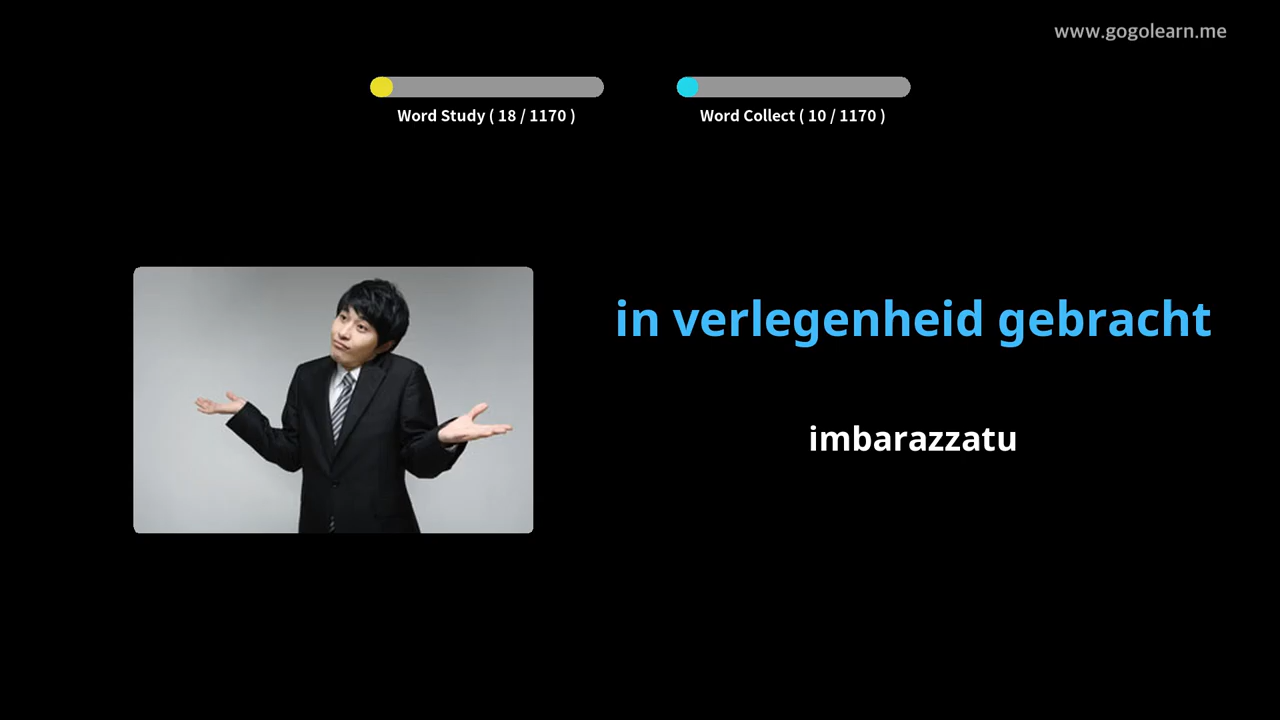 www.gogolearn.me
Word Study ( 18 / 1170 )
Word Collect ( 10 / 1170 )
in verlegenheid gebracht
imbarazzatu